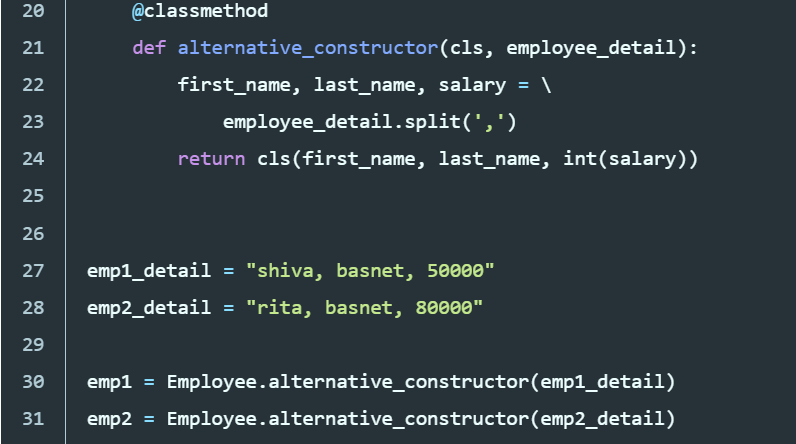 20 @classmethod
21 def alternative_constructor(cls, employee_detail):
22 first_name, last_name, salary = \
23 employee_detail.split(',')
24 return cls(first_name, last_name, int(salary))
25
26
27 emp1_detail = "shiva, basnet, 50000"
28 emp2_detail = "rita, basnet, 80000"
29
30 emp1 = Employee.alternative_constructor(emp1_detail)
31 emp2 = Employee.alternative_constructor(emp2_detail)